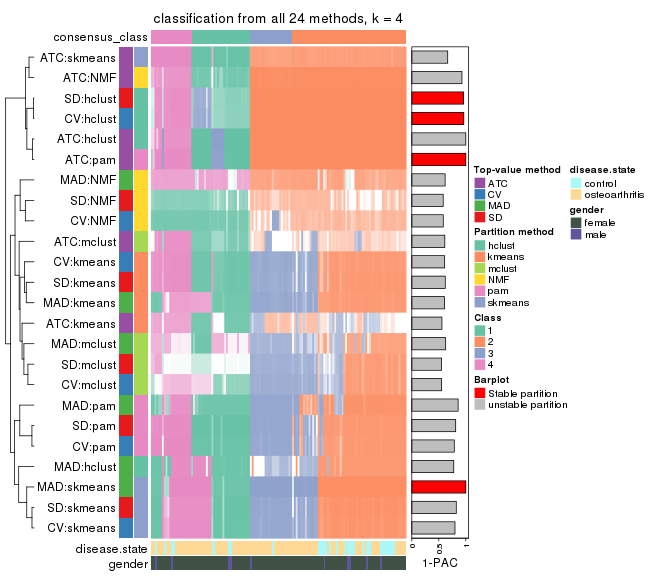 classification from all 24 methods, k = 4
consensus_class
ATC:skmeans
ATC:NMF
SD:hclust
CV:hclust
ATC:hclust
ATC:pam
MAD:NMF
SD:NMF
CV:NMF
ATC:mclust
CV:kmeans
SD:kmeans
MAD:kmeans
ATC:kmeans
MAD:mclust
SD:mclust
CV:mclust
MAD:pam
SD:pam
CV:pam
MAD:hclust
MAD:skmeans
SD:skmeans
CV:skmeans
disease.state
gender
0 0.5 1
1-PAC
Top-value method
ATC
CV
MAD
SD
Partition method
hclust
kmeans
mclust
NMF
pam
skmeans
Class
1
2
3
4
Barplot
Stable partition
unstable partition
disease.state
control
osteoarthritis
gender
female
male